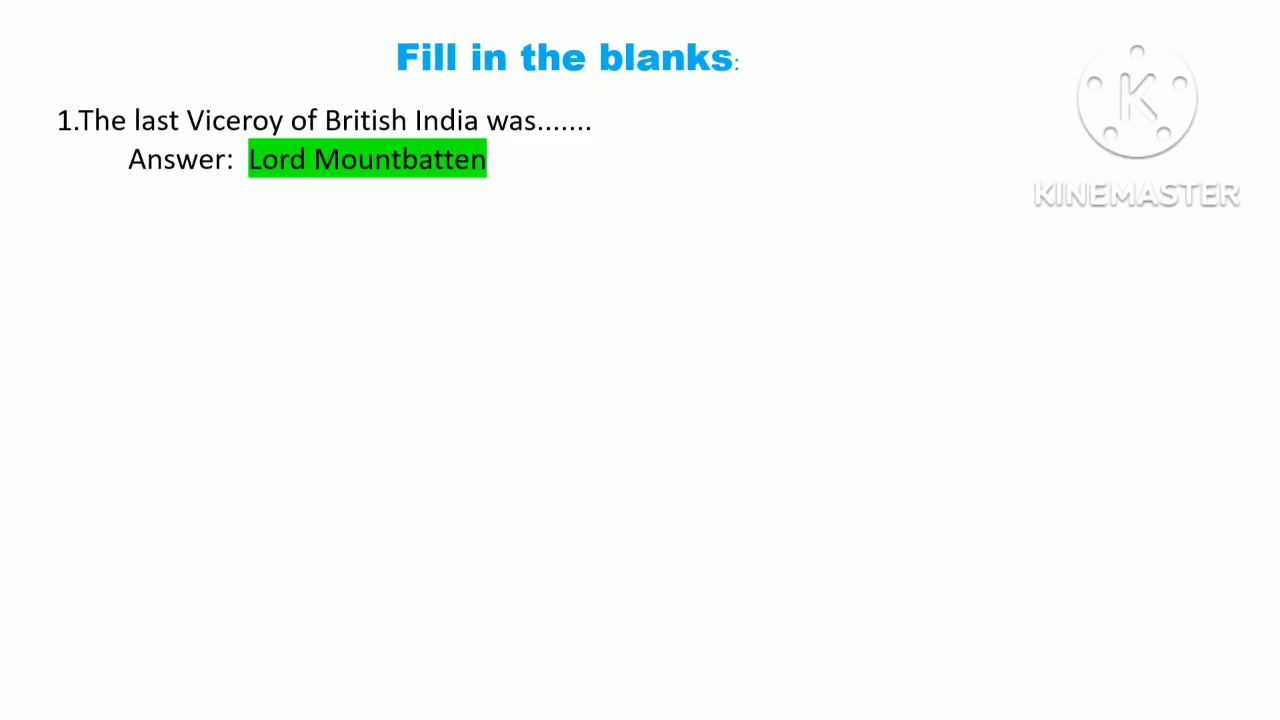 Fill in the blanks:
1.The last Viceroy of British India was.......
Answer: Lord Mountbatten
K
KINEMASTER